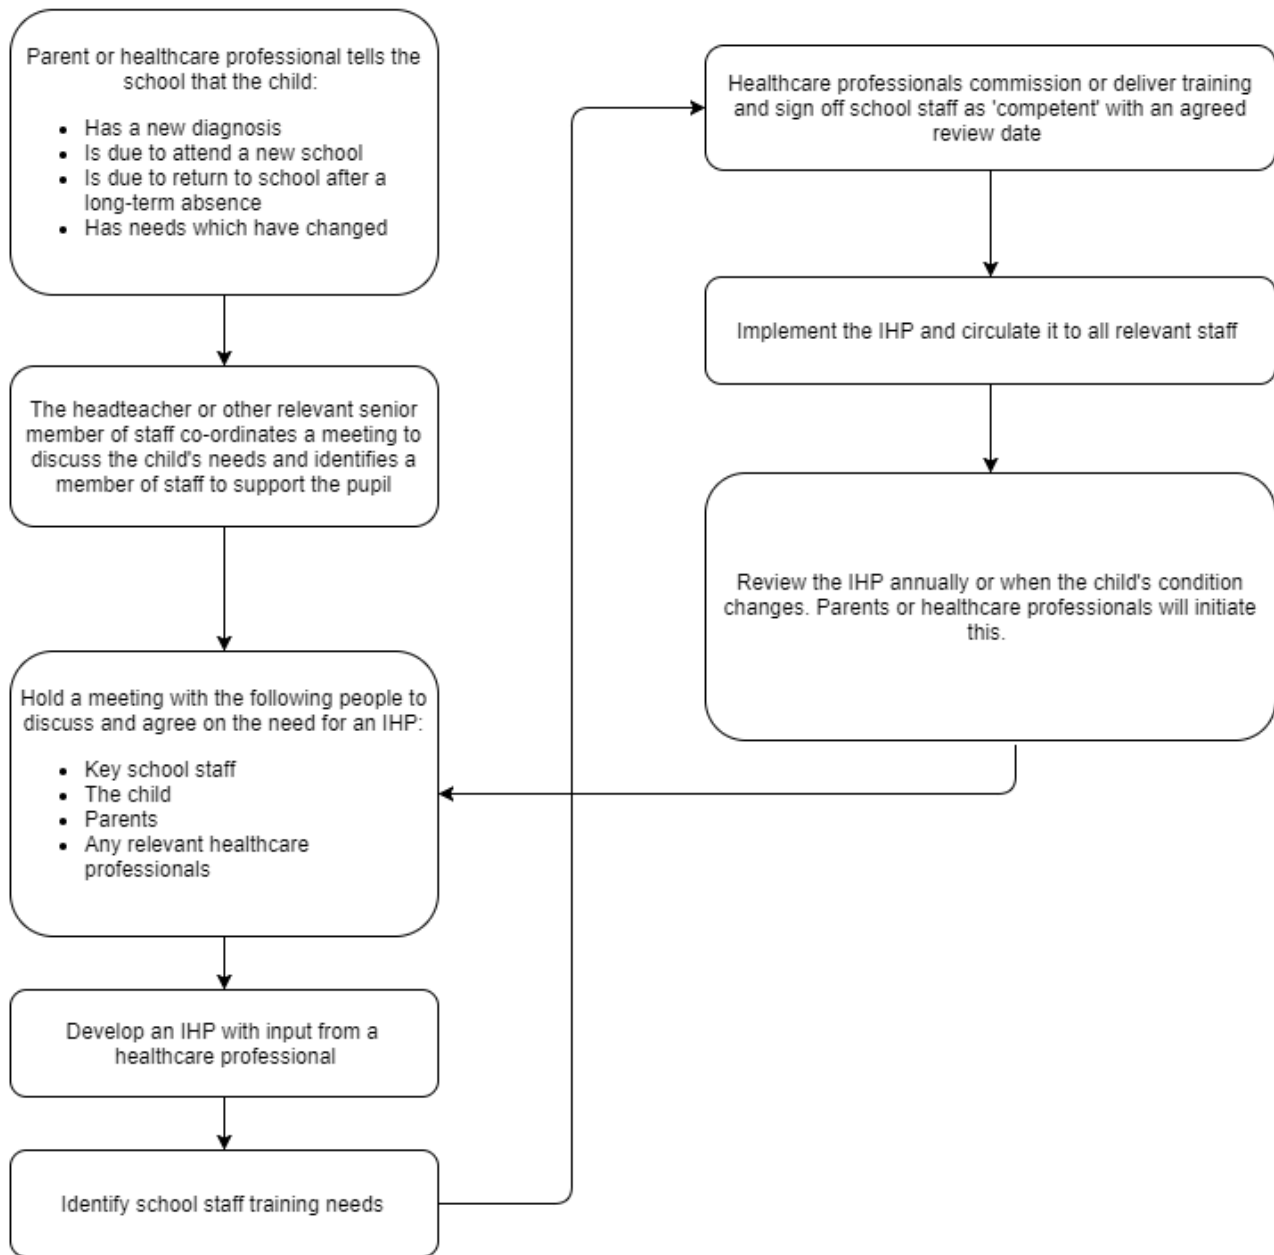 Parent or healthcare professional tells the
school that the child:
• Has a new diagnosis
• Is due to attend a new school
• Is due to return to school after a
long-term absence
• Has needs which have changed
The headteacher or other relevant senior
member of staff co-ordinates a meeting to
discuss the child's needs and identifies a
member of staff to support the pupil
Hold a meeting with the following people to
discuss and agree on the need for an IHP:
• Key school staff
• The child
• Parents
• Any relevant healthcare
professionals
Develop an IHP with input from a
healthcare professional
Identify school staff training needs
Healthcare professionals commission or deliver training
and sign off school staff as 'competent' with an agreed
review date
Implement the IHP and circulate it to all relevant staff
Review the IHP annually or when the child's condition
changes. Parents or healthcare professionals will initiate
this.